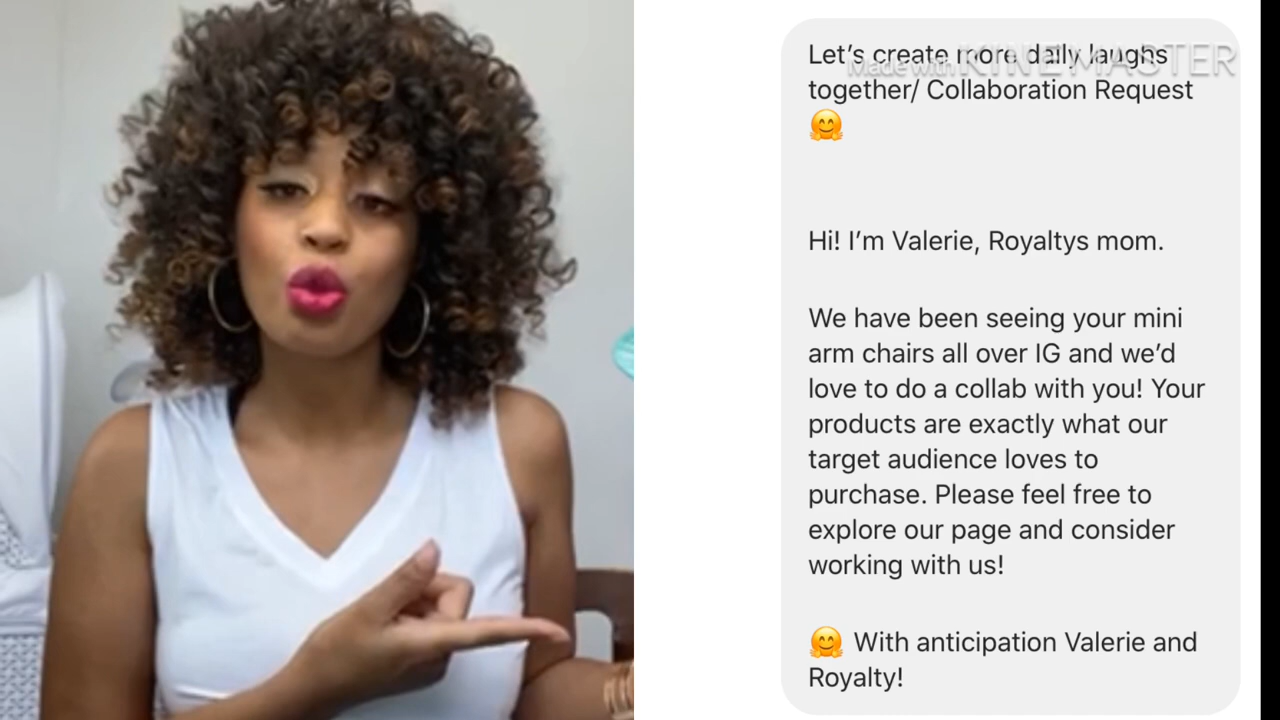 Let’s create more daily laughs
Made with KINEMASTER
together/ Collaboration Request
🤗
Hi! I’m Valerie, Royaltys mom.
We have been seeing your mini
arm chairs all over IG and we’d
love to do a collab with you! Your
products are exactly what our
target audience loves to
purchase. Please feel free to
explore our page and consider
working with us!
🤗 With anticipation Valerie and
Royalty!